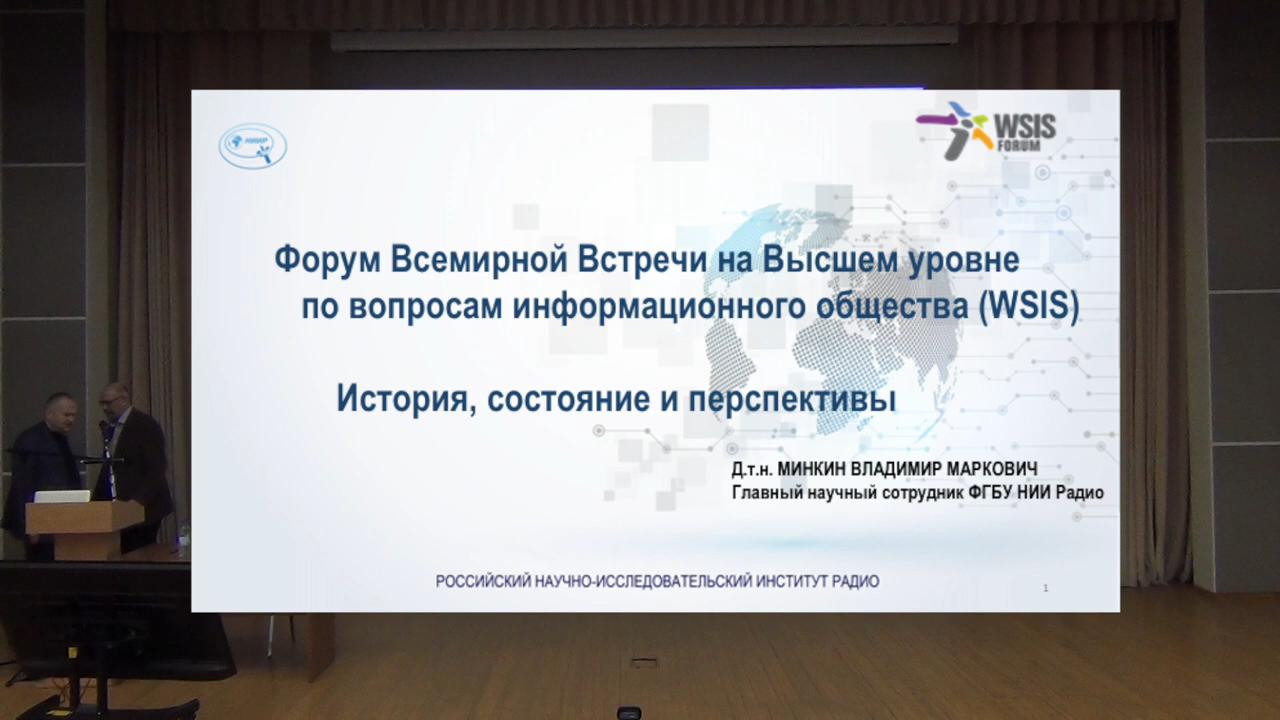 НИИР
WSIS
FORUM
Форум Всемирной Встречи на Высшем уровне
по вопросам информационного общества (WSIS)
История, состояние и перспективы
Д.т.н. МИНКИН ВЛАДИМИР МАРКОВИЧ
Главный научный сотрудник ФГБУ НИИ Радио
РОССИЙСКИЙ НАУЧНО-ИССЛЕДОВАТЕЛЬСКИЙ ИНСТИТУТ РАДИО
1